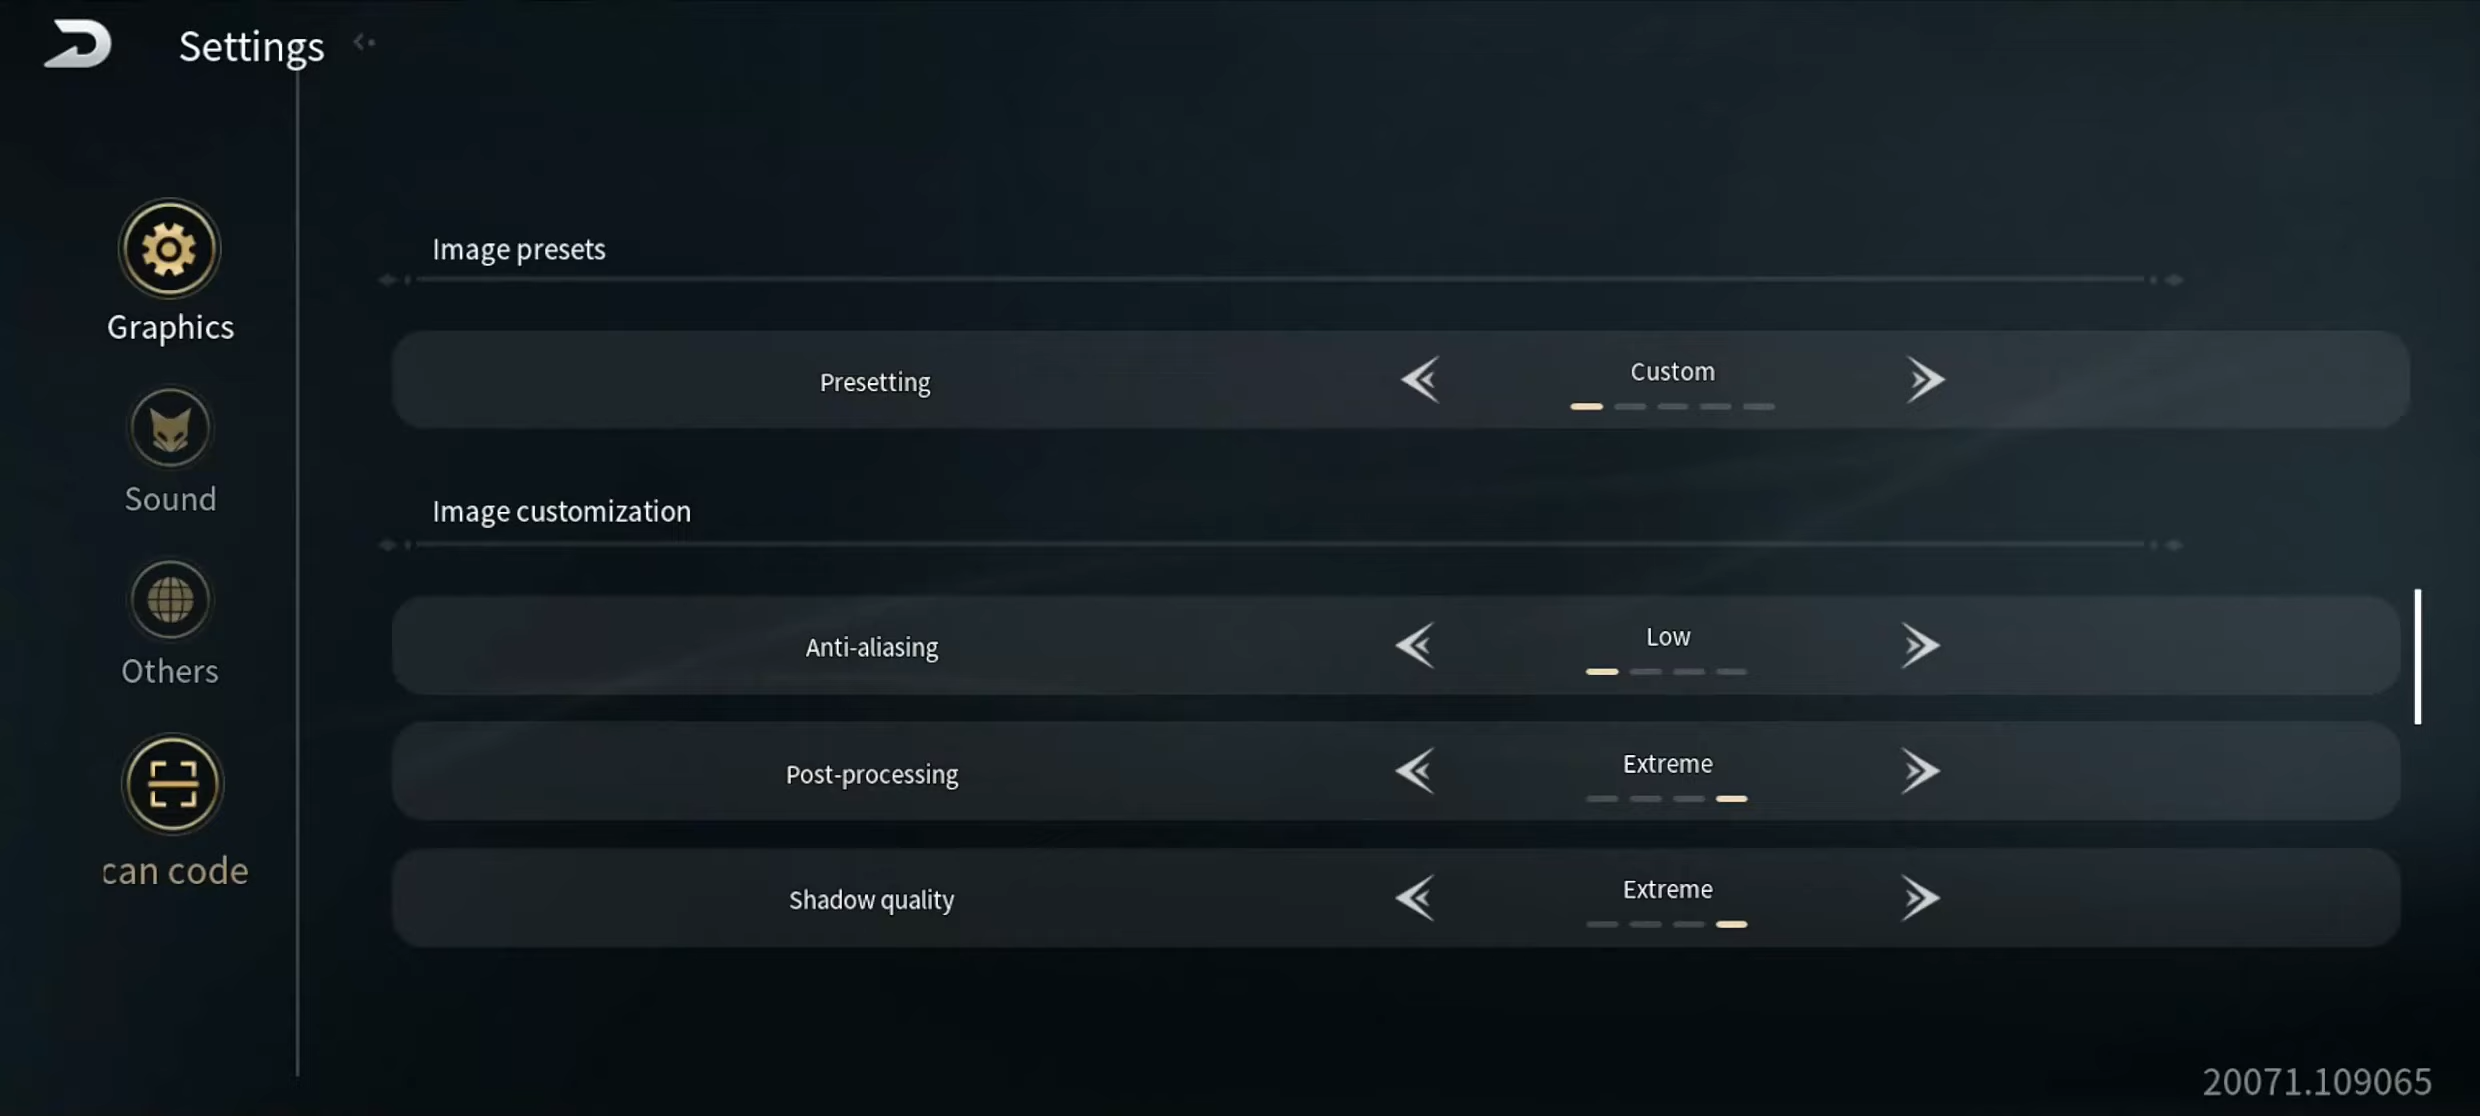 Settings
Graphics
Sound
Others
can code
Image presets
Presetting
Custom
Image customization
Anti-aliasing
Low
Post-processing
Extreme
Shadow quality
Extreme
20071.109065